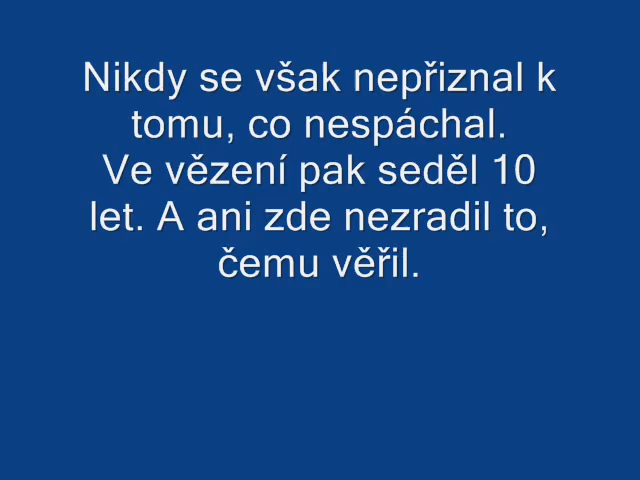 Nikdy se však nepřiznal k
tomu, co nespáchal.
Ve vězení pak seděl 10
let. A ani zde nezradil to,
čemu věřil.